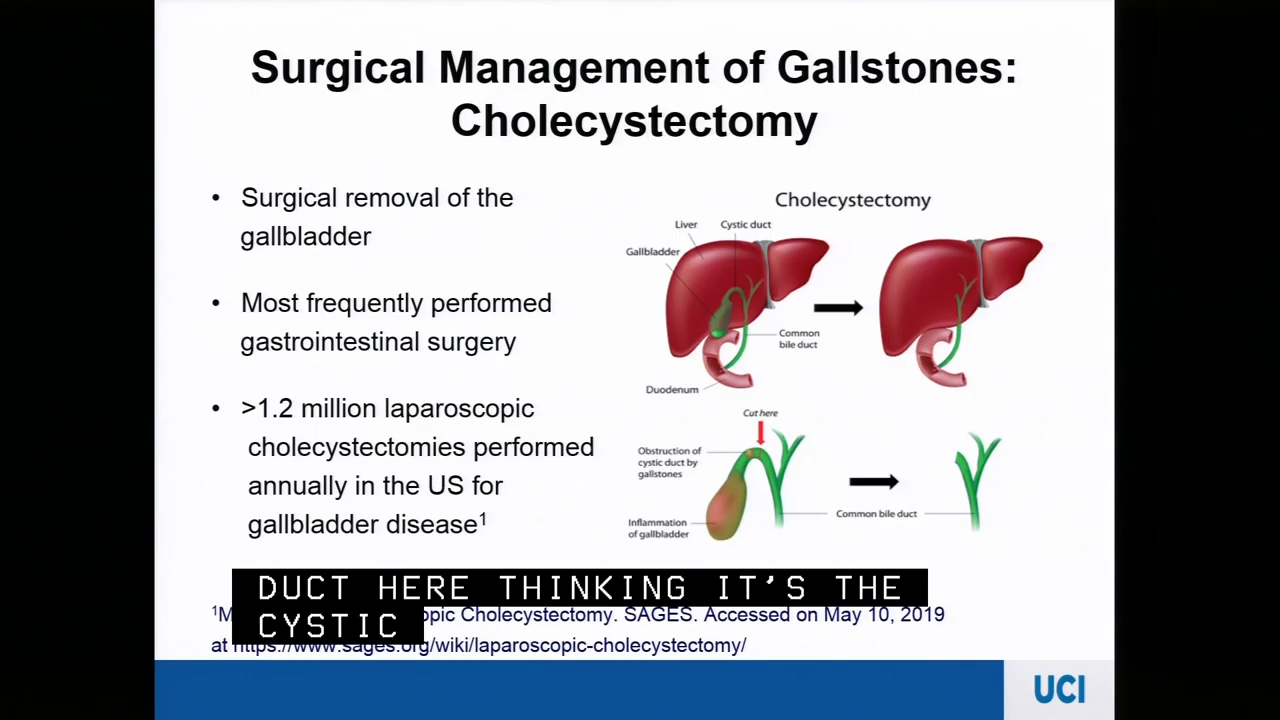 Surgical Management of Gallstones:
Cholecystectomy
• Surgical removal of the
gallbladder
• Most frequently performed
gastrointestinal surgery
• >1.2 million laparoscopic
cholecystectomies performed
annually in the US for
gallbladder disease¹
Cholecystectomy
Liver
Cystic duct
Gallbladder
Common
bile duct
Duodenum
Cut here
Obstruction of
cystic duct by
gallstones
Inflammation
of gallbladder
Common bile duct
DUCT HERE THINKING IT'S THE
CYSTIC
Cholecystectomy. SAGES. Accessed on May 10, 2019
at https://www.sages.org/wiki/laparoscopic-cholecystectomy/
UCI